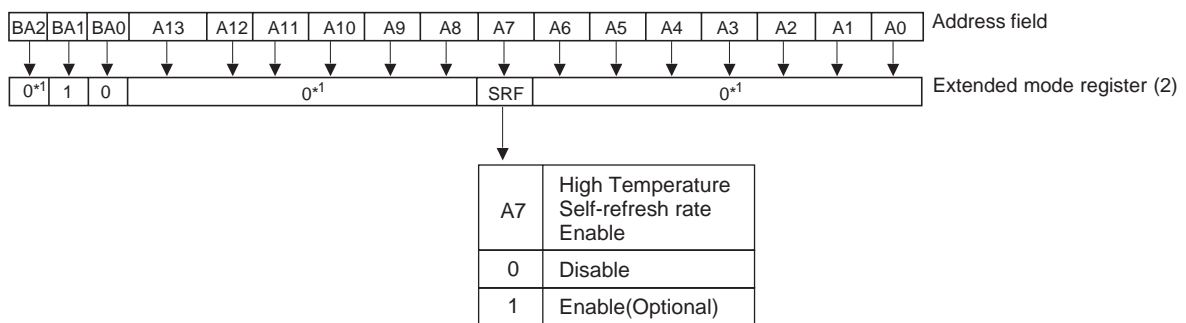 BA2 BA1 BA0 A13 A12 A11 A10 A9 A8 A7 A6 A5 A4 A3 A2 A1 A0 Address field
0*1 1 0 0*1 SRF 0*1 Extended mode register (2)
A7 High Temperature
Self-refresh rate
Enable
0 Disable
1 Enable(Optional)